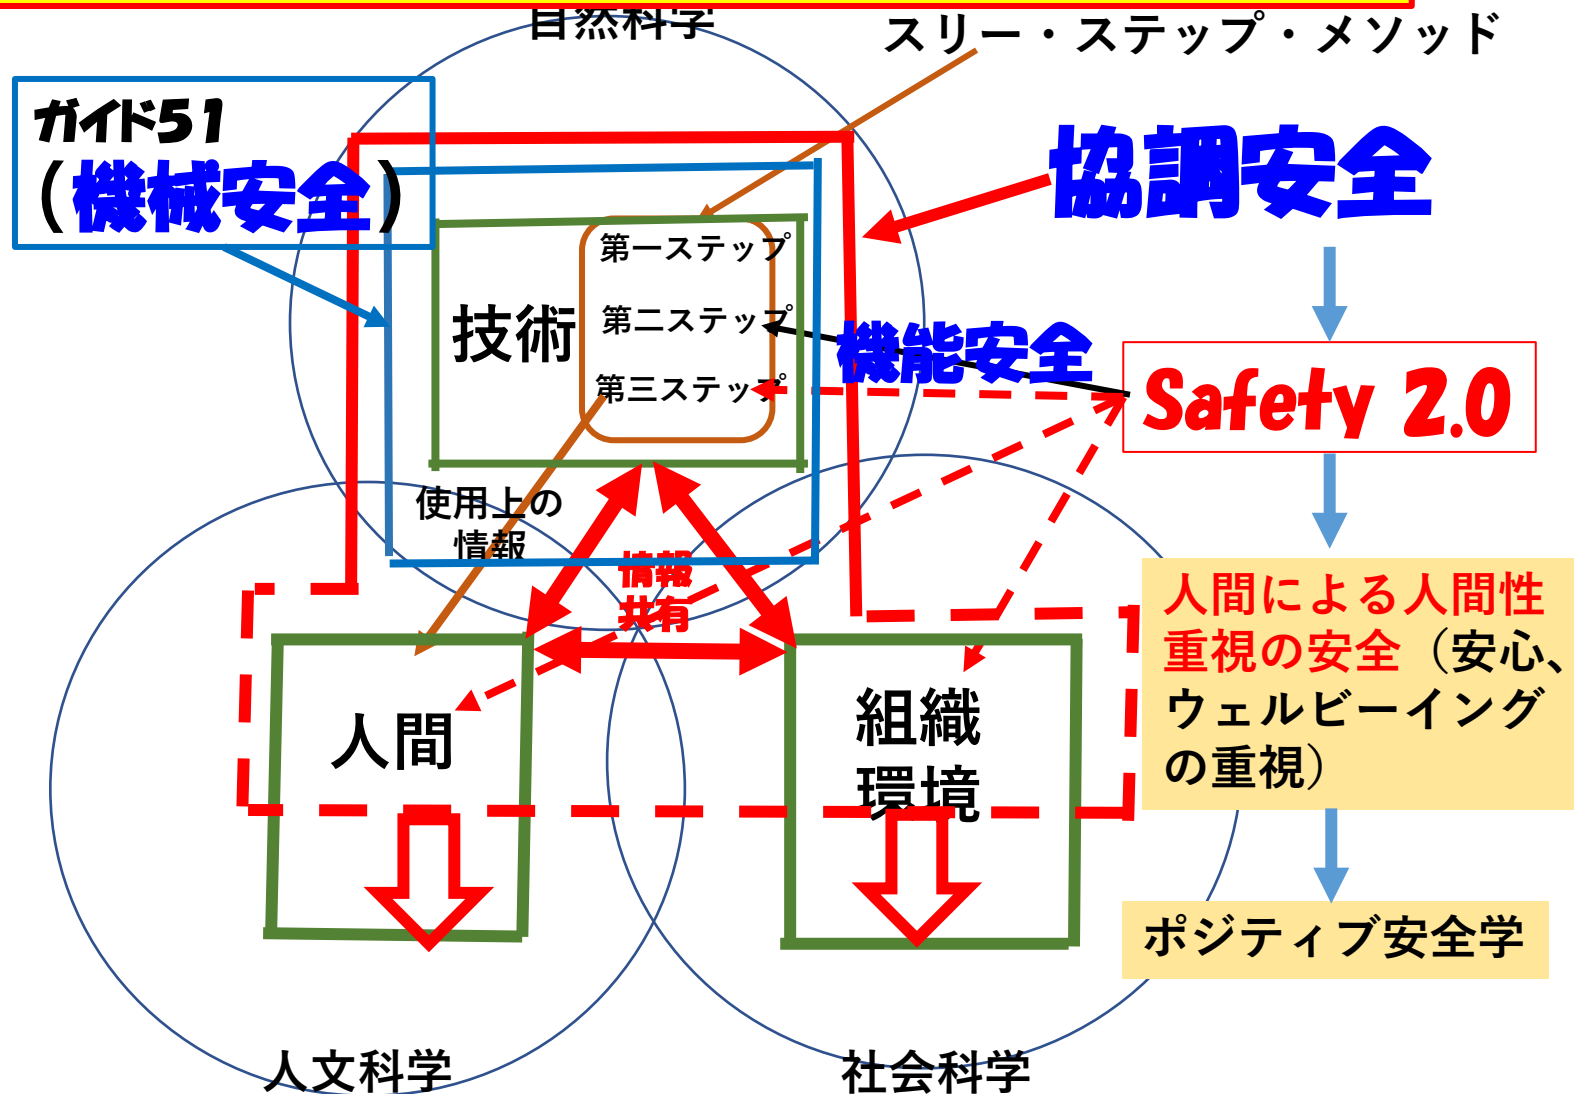 自然科学
スリー・ステップ・メソッド
ガイド51
（機械安全）
協調安全
第一ステップ
技術
第二ステップ
機能安全
第三ステップ
Safety 2.0
使用上の
情報
情報
共有
人間による人間性
重視の安全（安心、
ウェルビーイング
の重視）
人間
組織
環境
ポジティブ安全学
人文科学
社会科学